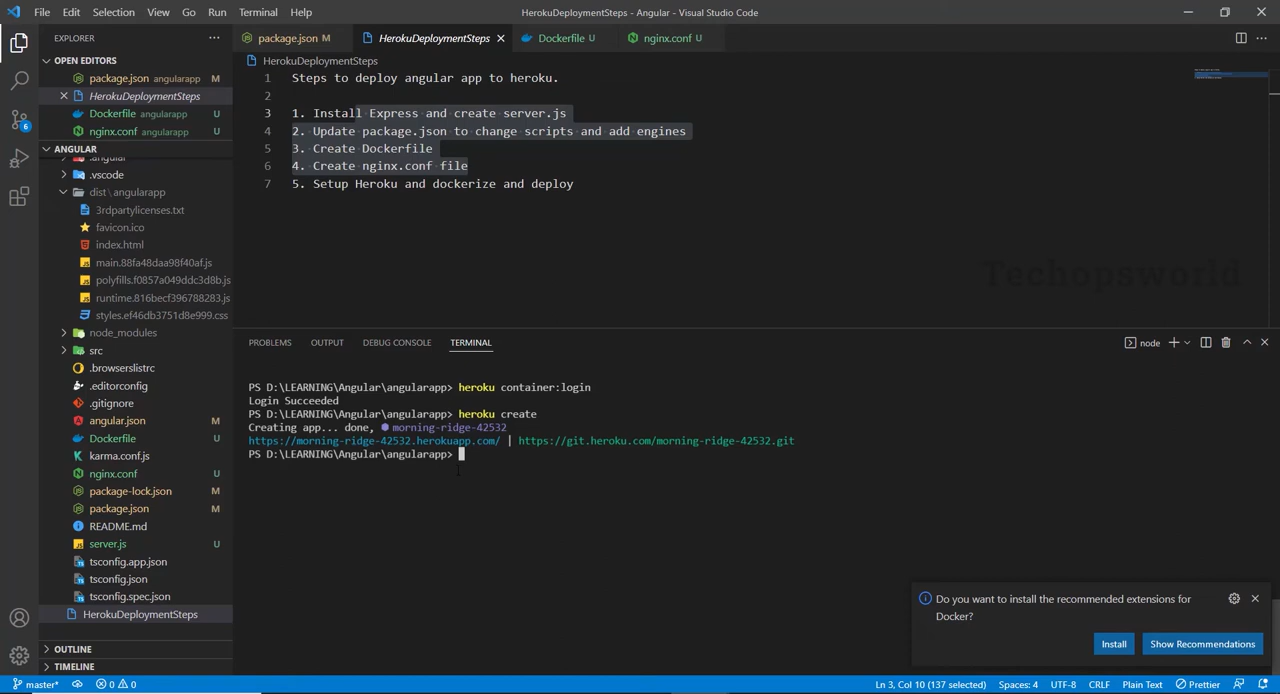 File Edit Selection View Go Run Terminal Help
HerokuDeploymentSteps - Angular - Visual Studio Code
EXPLORER
package.json M
HerokuDeploymentSteps
Dockerfile U
nginx.conf U
OPEN EDITORS
package.json angularapp M
HerokuDeploymentSteps
Dockerfile angularapp U
nginx.conf angularapp U
ANGULAR
.angular
.vscode
dist \ angularapp
3rdpartylicenses.txt
favicon.ico
index.html
main.88fa48daa98f40af.js
polyfills.f0857a049ddc3d8b.js
runtime.816becf396788283.js
styles.ef46db3751d8e999.css
node_modules
src
.browserslistrc
.editorconfig
.gitignore
angular.json M
Dockerfile U
karma.conf.js
nginx.conf U
package-lock.json M
package.json M
README.md
server.js U
tsconfig.app.json
tsconfig.json
tsconfig.spec.json
HerokuDeploymentSteps
OUTLINE
TIMELINE
HerokuDeploymentSteps
1 Steps to deploy angular app to heroku.
2
3 1. Install Express and create server.js
4 2. Update package.json to change scripts and add engines
5 3. Create Dockerfile
6 4. Create nginx.conf file
7 5. Setup Heroku and dockerize and deploy
Techopsworld
PROBLEMS OUTPUT DEBUG CONSOLE TERMINAL
node
PS D:\LEARNING\Angular\angularapp> heroku container:login
Login Succeeded
PS D:\LEARNING\Angular\angularapp> heroku create
Creating app... done, morning-ridge-42532
https://morning-ridge-42532.herokuapp.com/ | https://git.heroku.com/morning-ridge-42532.git
PS D:\LEARNING\Angular\angularapp>
Do you want to install the recommended extensions for
Docker?
Install
Show Recommendations
6
master* 0 0
Ln 3, Col 10 (137 selected) Spaces: 4 UTF-8 CRLF Plain Text Prettier